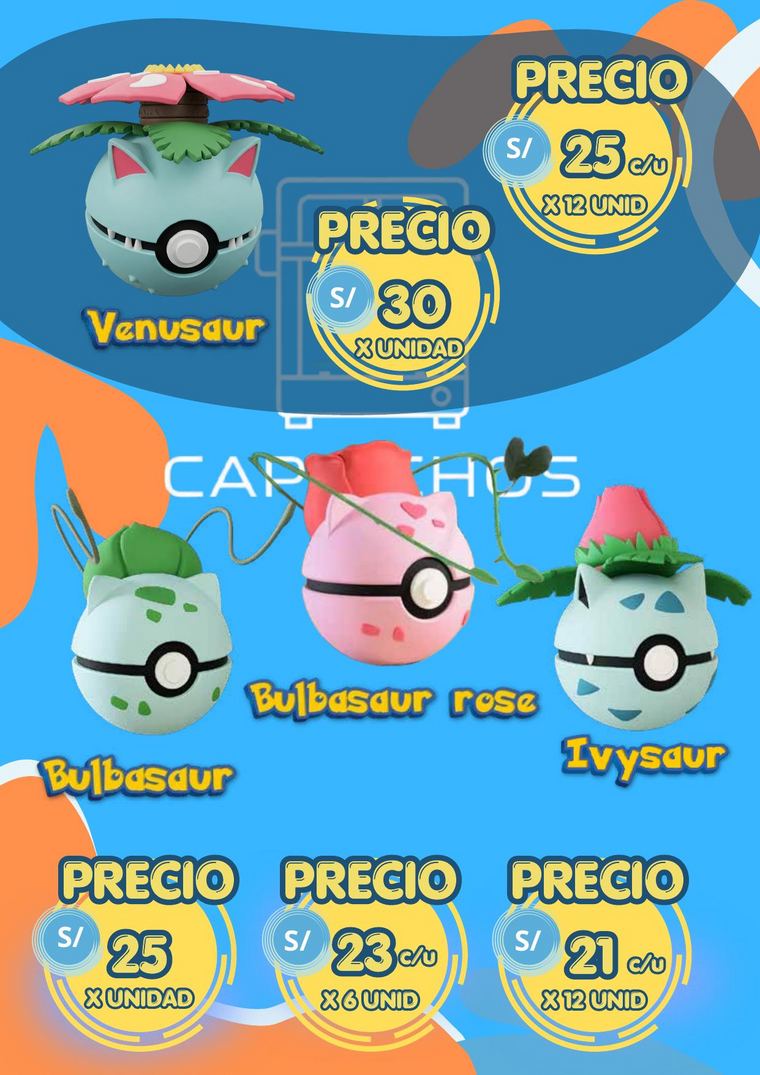 PRECIO
S/ 25 c/u
X 12 UNID
PRECIO
S/ 30
X UNIDAD
Venusaur
Bulbasaur rose
Ivysaur
Bulbasaur
PRECIO
S/ 25
X UNIDAD
PRECIO
S/ 23 c/u
X 6 UNID
PRECIO
S/ 21 c/u
X 12 UNID